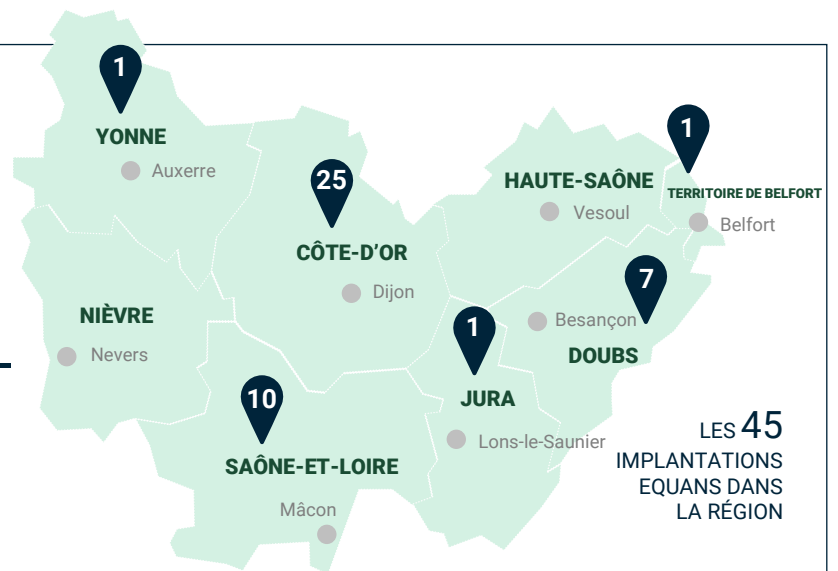 1
YONNE
Auxerre
25
CÔTE-D'OR
Dijon
HAUTE-SAÔNE
Vesoul
1
TERRITOIRE DE BELFORT
Belfort
7
Besançon
DOUBS
NIÈVRE
Nevers
1
JURA
Lons-le-Saunier
10
SAÔNE-ET-LOIRE
Mâcon
LES 45
IMPLANTATIONS
EQUANS DANS
LA RÉGION